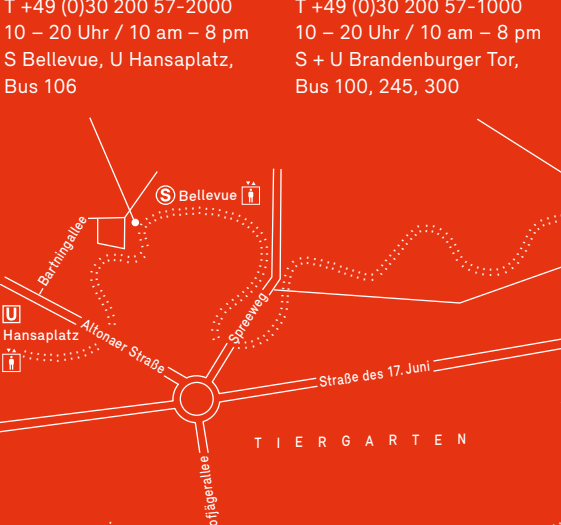 T +49 (0)30 200 57-2000
10 – 20 Uhr / 10 am – 8 pm
S Bellevue, U Hansaplatz,
Bus 106
T +49 (0)30 200 57-1000
10 – 20 Uhr / 10 am – 8 pm
S + U Brandenburger Tor,
Bus 100, 245, 300
S Bellevue
Bartningallee
U
Hansaplatz
Altonaer Straße
Spreeweg
Straße des 17. Juni
TIERGARTEN
ofjägerallee